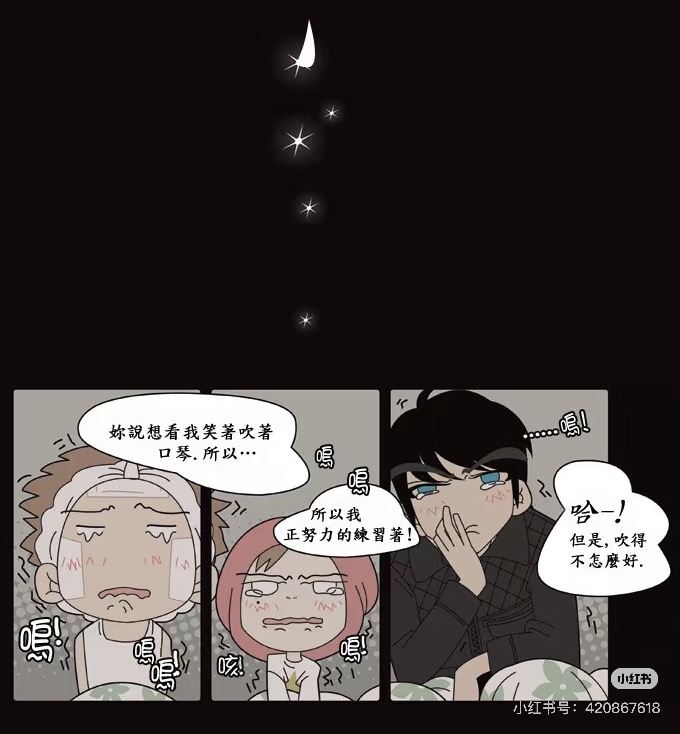 妳說想看我笑著吹著
口琴.所以…
嗚!
嗚
嗚!
嗚
嗚!
所以我
正努力的練習著!
咳!
嗚!
……嗚!
哈-!
但是,吹得
不怎麼好.
小红书
小红书号：420867618